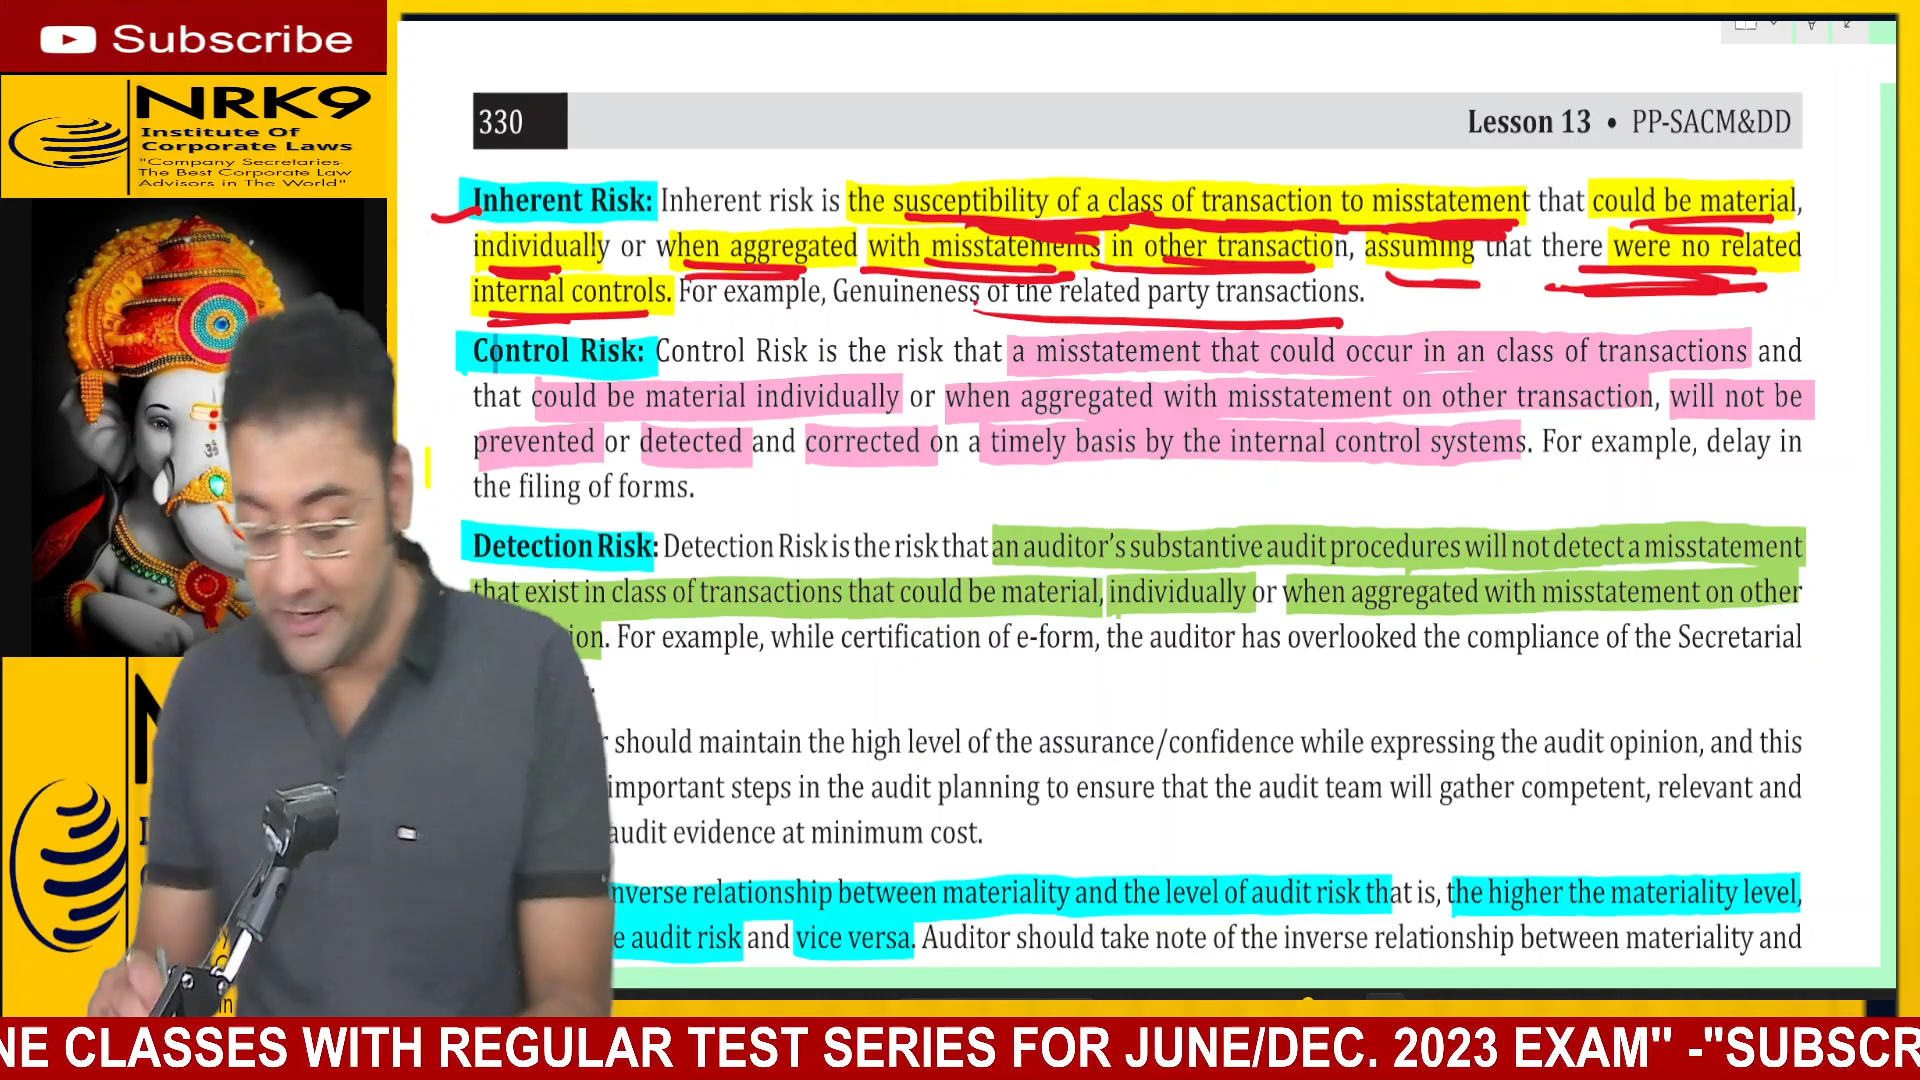 Subscribe
NRK9
Institute Of
Corporate Laws
"Company Secretaries-
The Best Corporate Law
Advisors in The World"
330
Lesson 13 • PP-SACM&DD
Inherent Risk: Inherent risk is the susceptibility of a class of transaction to misstatement that could be material,
individually or when aggregated with misstatements in other transaction, assuming that there were no related
internal controls. For example, Genuineness of the related party transactions.
Control Risk: Control Risk is the risk that a misstatement that could occur in an class of transactions and
that could be material individually or when aggregated with misstatement on other transaction, will not be
prevented or detected and corrected on a timely basis by the internal control systems. For example, delay in
the filing of forms.
Detection Risk: Detection Risk is the risk that an auditor's substantive audit procedures will not detect a misstatement
that exist in class of transactions that could be material, individually or when aggregated with misstatement on other
ion. For example, while certification of e-form, the auditor has overlooked the compliance of the Secretarial
should maintain the high level of the assurance/confidence while expressing the audit opinion, and this
important steps in the audit planning to ensure that the audit team will gather competent, relevant and
audit evidence at minimum cost.
nverse relationship between materiality and the level of audit risk that is, the higher the materiality level,
e audit risk and vice versa. Auditor should take note of the inverse relationship between materiality and
NE CLASSES WITH REGULAR TEST SERIES FOR JUNE/DEC. 2023 EXAM" -"SUBSCR